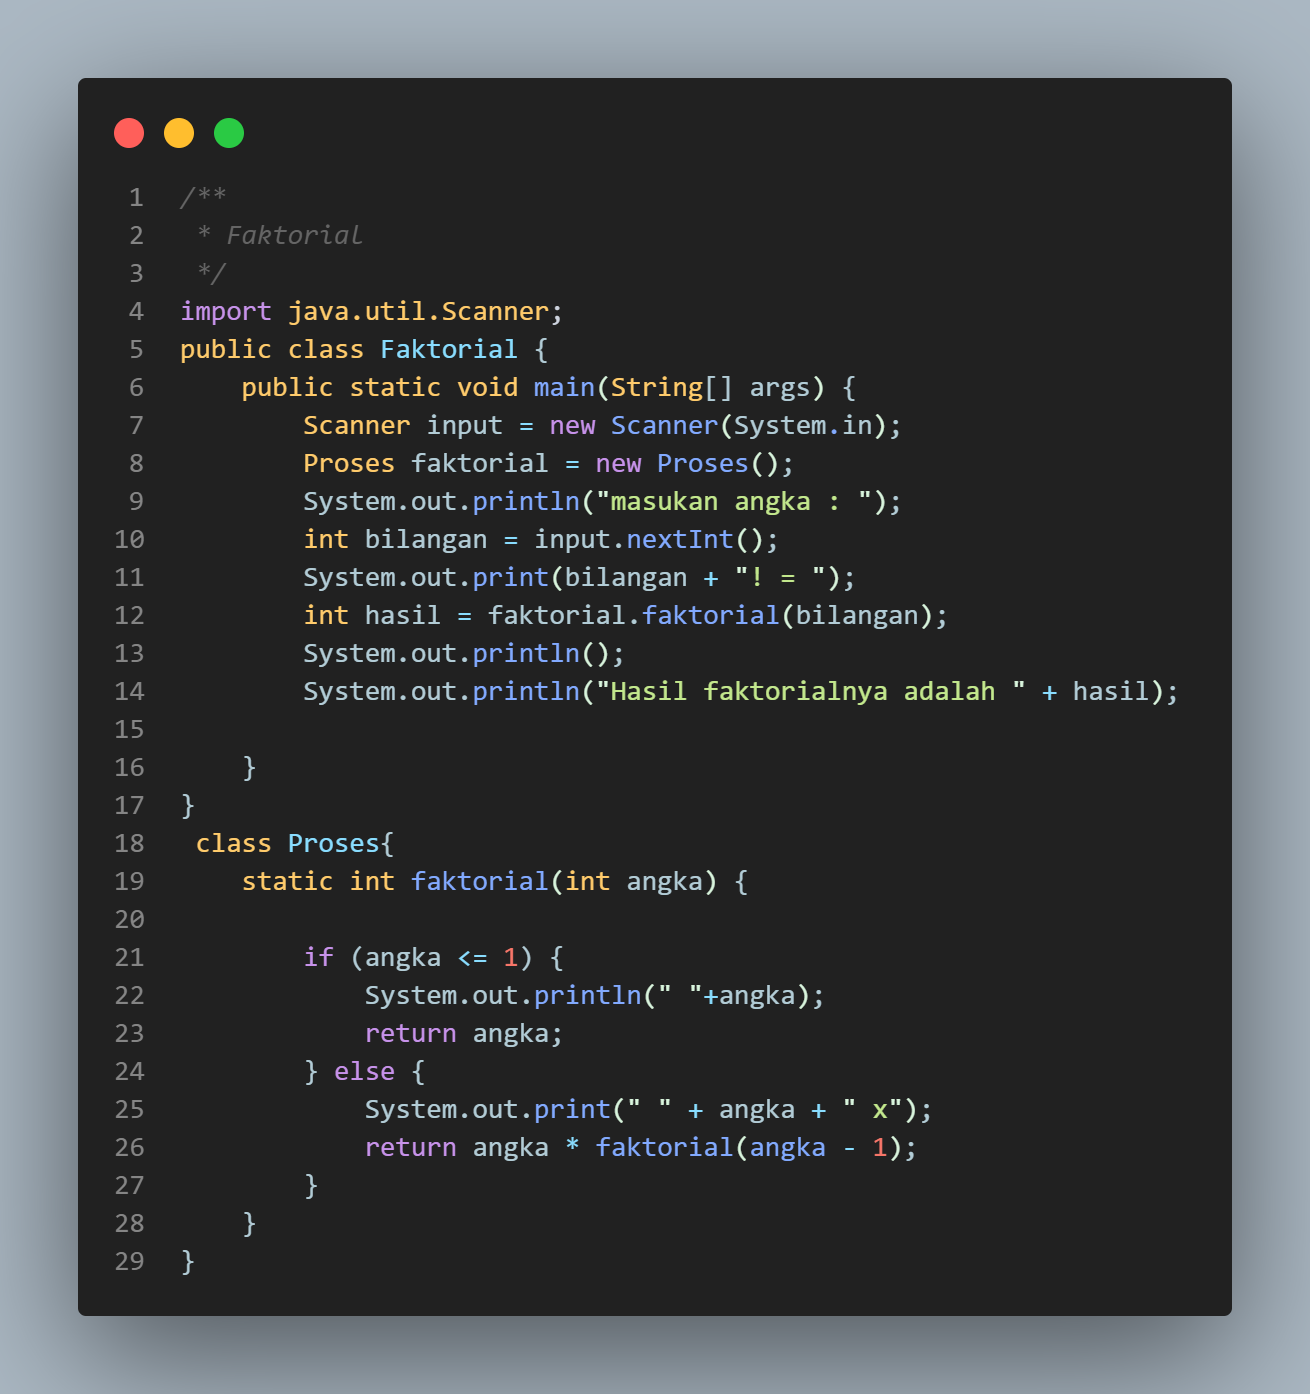 1 /**
2  * Faktorial
3  */
4 import java.util.Scanner;
5 public class Faktorial {
6     public static void main(String[] args) {
7         Scanner input = new Scanner(System.in);
8         Proses faktorial = new Proses();
9         System.out.println("masukan angka : ");
10         int bilangan = input.nextInt();
11         System.out.print(bilangan + "! = ");
12         int hasil = faktorial.faktorial(bilangan);
13         System.out.println();
14         System.out.println("Hasil faktorialnya adalah " + hasil);
15
16     }
17 }
18  class Proses{
19     static int faktorial(int angka) {
20
21         if (angka <= 1) {
22             System.out.println(" "+angka);
23             return angka;
24         } else {
25             System.out.print(" " + angka + " x");
26             return angka * faktorial(angka - 1);
27         }
28     }
29 }